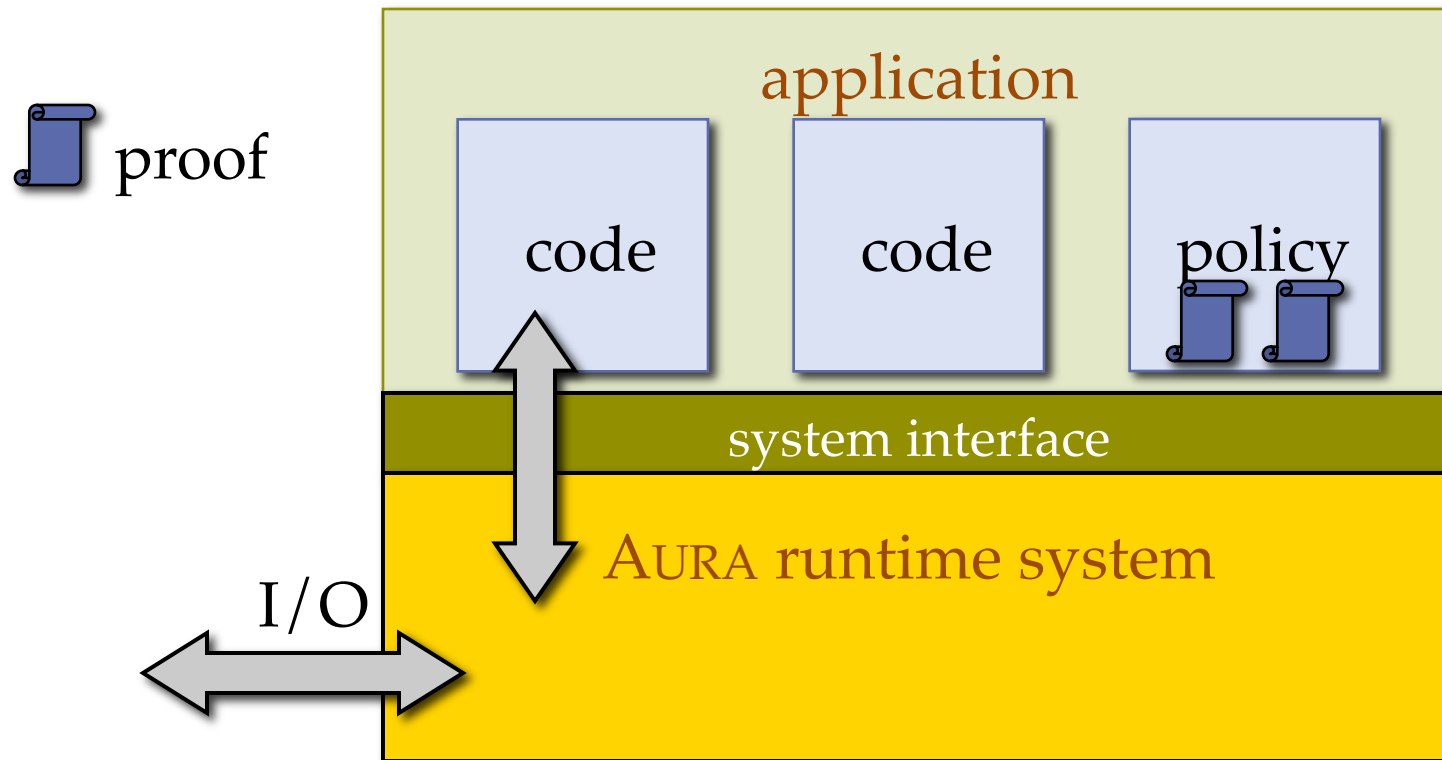 application
proof
code
code
policy
system interface
AURA runtime system
I/O